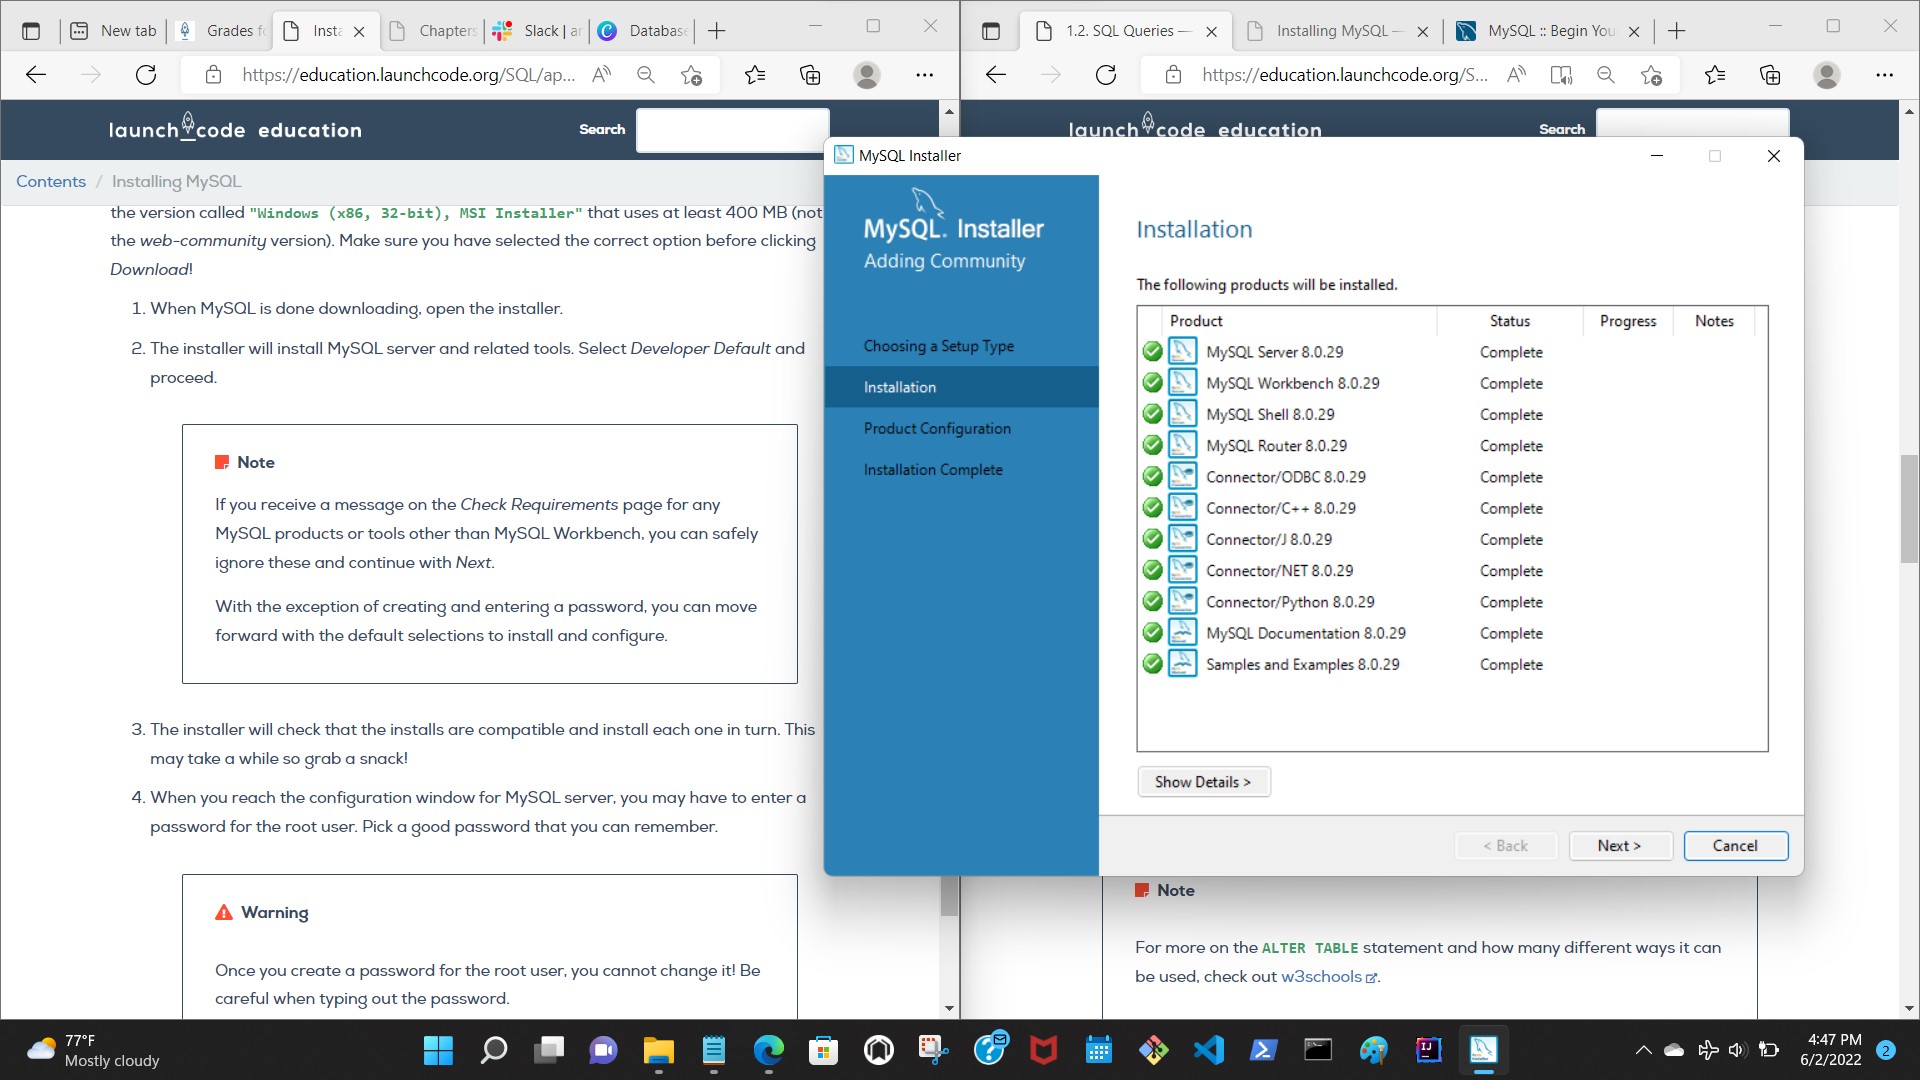 New tab
Grades fo
Insta
Chapters
Slack | ar
Database
https://education.launchcode.org/SQL/ap...
launch_code education
Search
Contents / Installing MySQL
the version called "Windows (x86, 32-bit), MSI Installer" that uses at least 400 MB (not
the web-community version). Make sure you have selected the correct option before clicking
Download!
1. When MySQL is done downloading, open the installer.
2. The installer will install MySQL server and related tools. Select Developer Default and
proceed.
Note
If you receive a message on the Check Requirements page for any
MySQL products or tools other than MySQL Workbench, you can safely
ignore these and continue with Next.
With the exception of creating and entering a password, you can move
forward with the default selections to install and configure.
3. The installer will check that the installs are compatible and install each one in turn. This
may take a while so grab a snack!
4. When you reach the configuration window for MySQL server, you may have to enter a
password for the root user. Pick a good password that you can remember.
Warning
Once you create a password for the root user, you cannot change it! Be
careful when typing out the password.
1.2. SQL Queries —
Installing MySQL —
MySQL :: Begin You
https://education.launchcode.org/S...
launch code education
Search
MySQL Installer
MySQL. Installer
Adding Community
Choosing a Setup Type
Installation
Product Configuration
Installation Complete
Installation
The following products will be installed.
Product Status Progress Notes
MySQL Server 8.0.29 Complete
MySQL Workbench 8.0.29 Complete
MySQL Shell 8.0.29 Complete
MySQL Router 8.0.29 Complete
Connector/ODBC 8.0.29 Complete
Connector/C++ 8.0.29 Complete
Connector/J 8.0.29 Complete
Connector/NET 8.0.29 Complete
Connector/Python 8.0.29 Complete
MySQL Documentation 8.0.29 Complete
Samples and Examples 8.0.29 Complete
Show Details >
< Back
Next >
Cancel
Note
For more on the ALTER TABLE statement and how many different ways it can
be used, check out w3schools.
77°F
Mostly cloudy
4:47 PM
6/2/2022
2